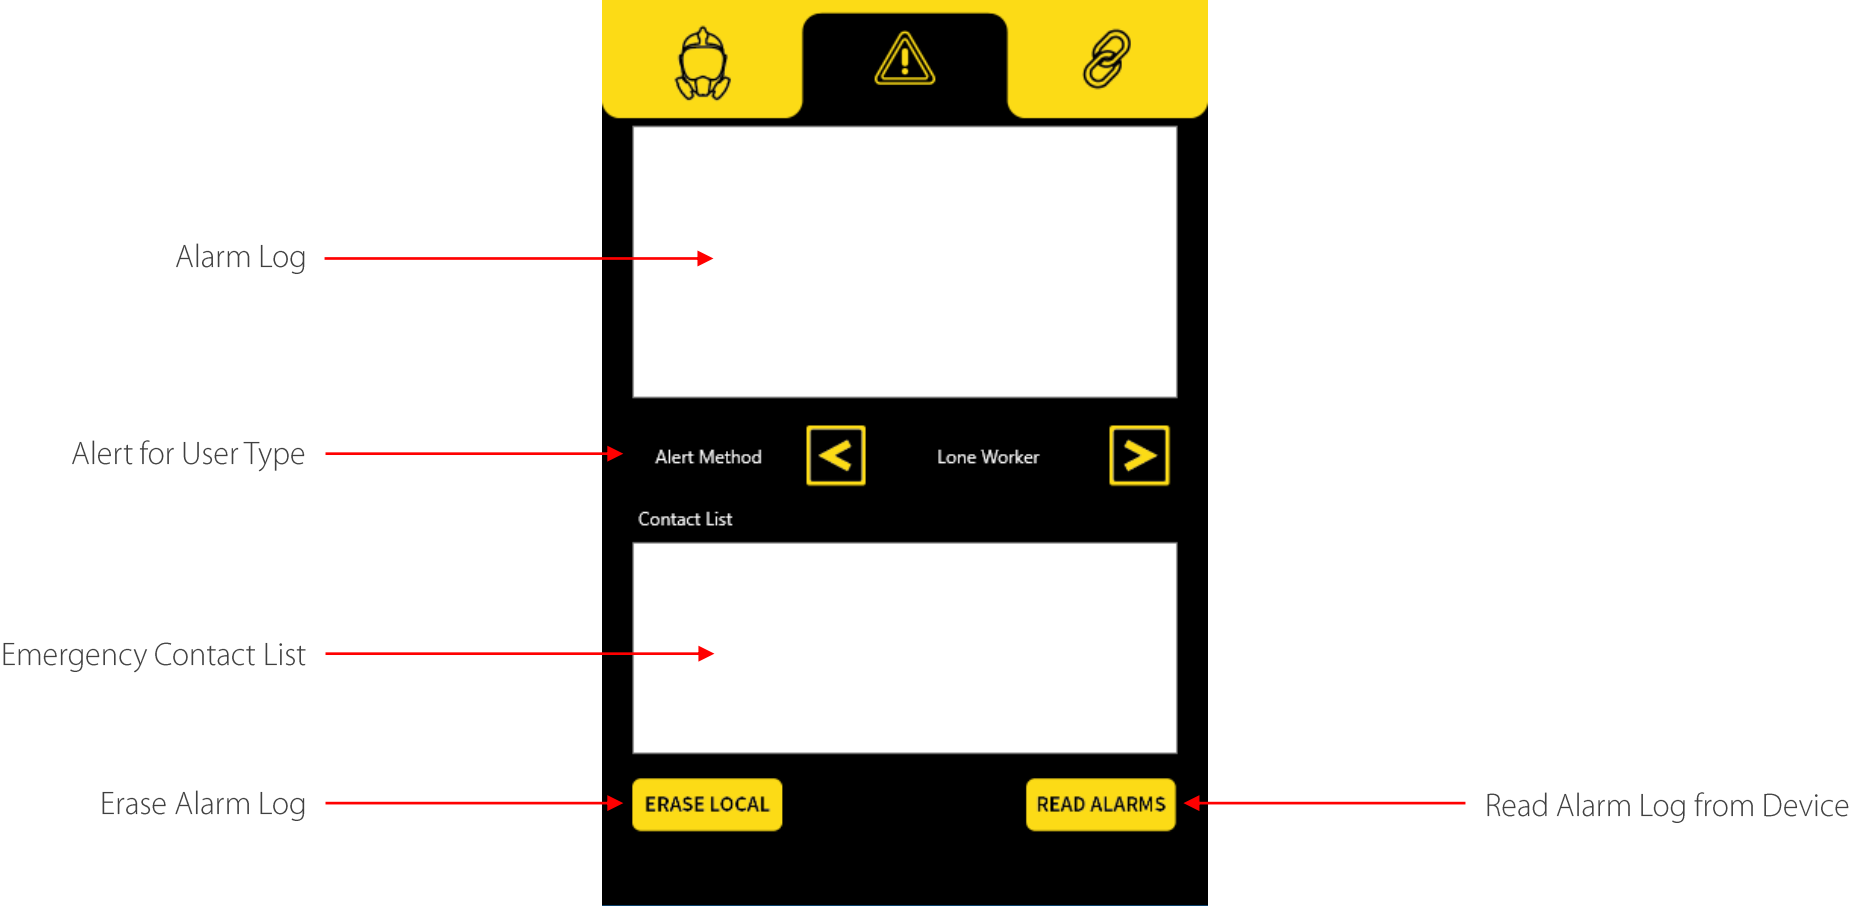 Alarm Log
Alert for User Type
Alert Method
Lone Worker
Contact List
Emergency Contact List
Erase Alarm Log
ERASE LOCAL
READ ALARMS
Read Alarm Log from Device